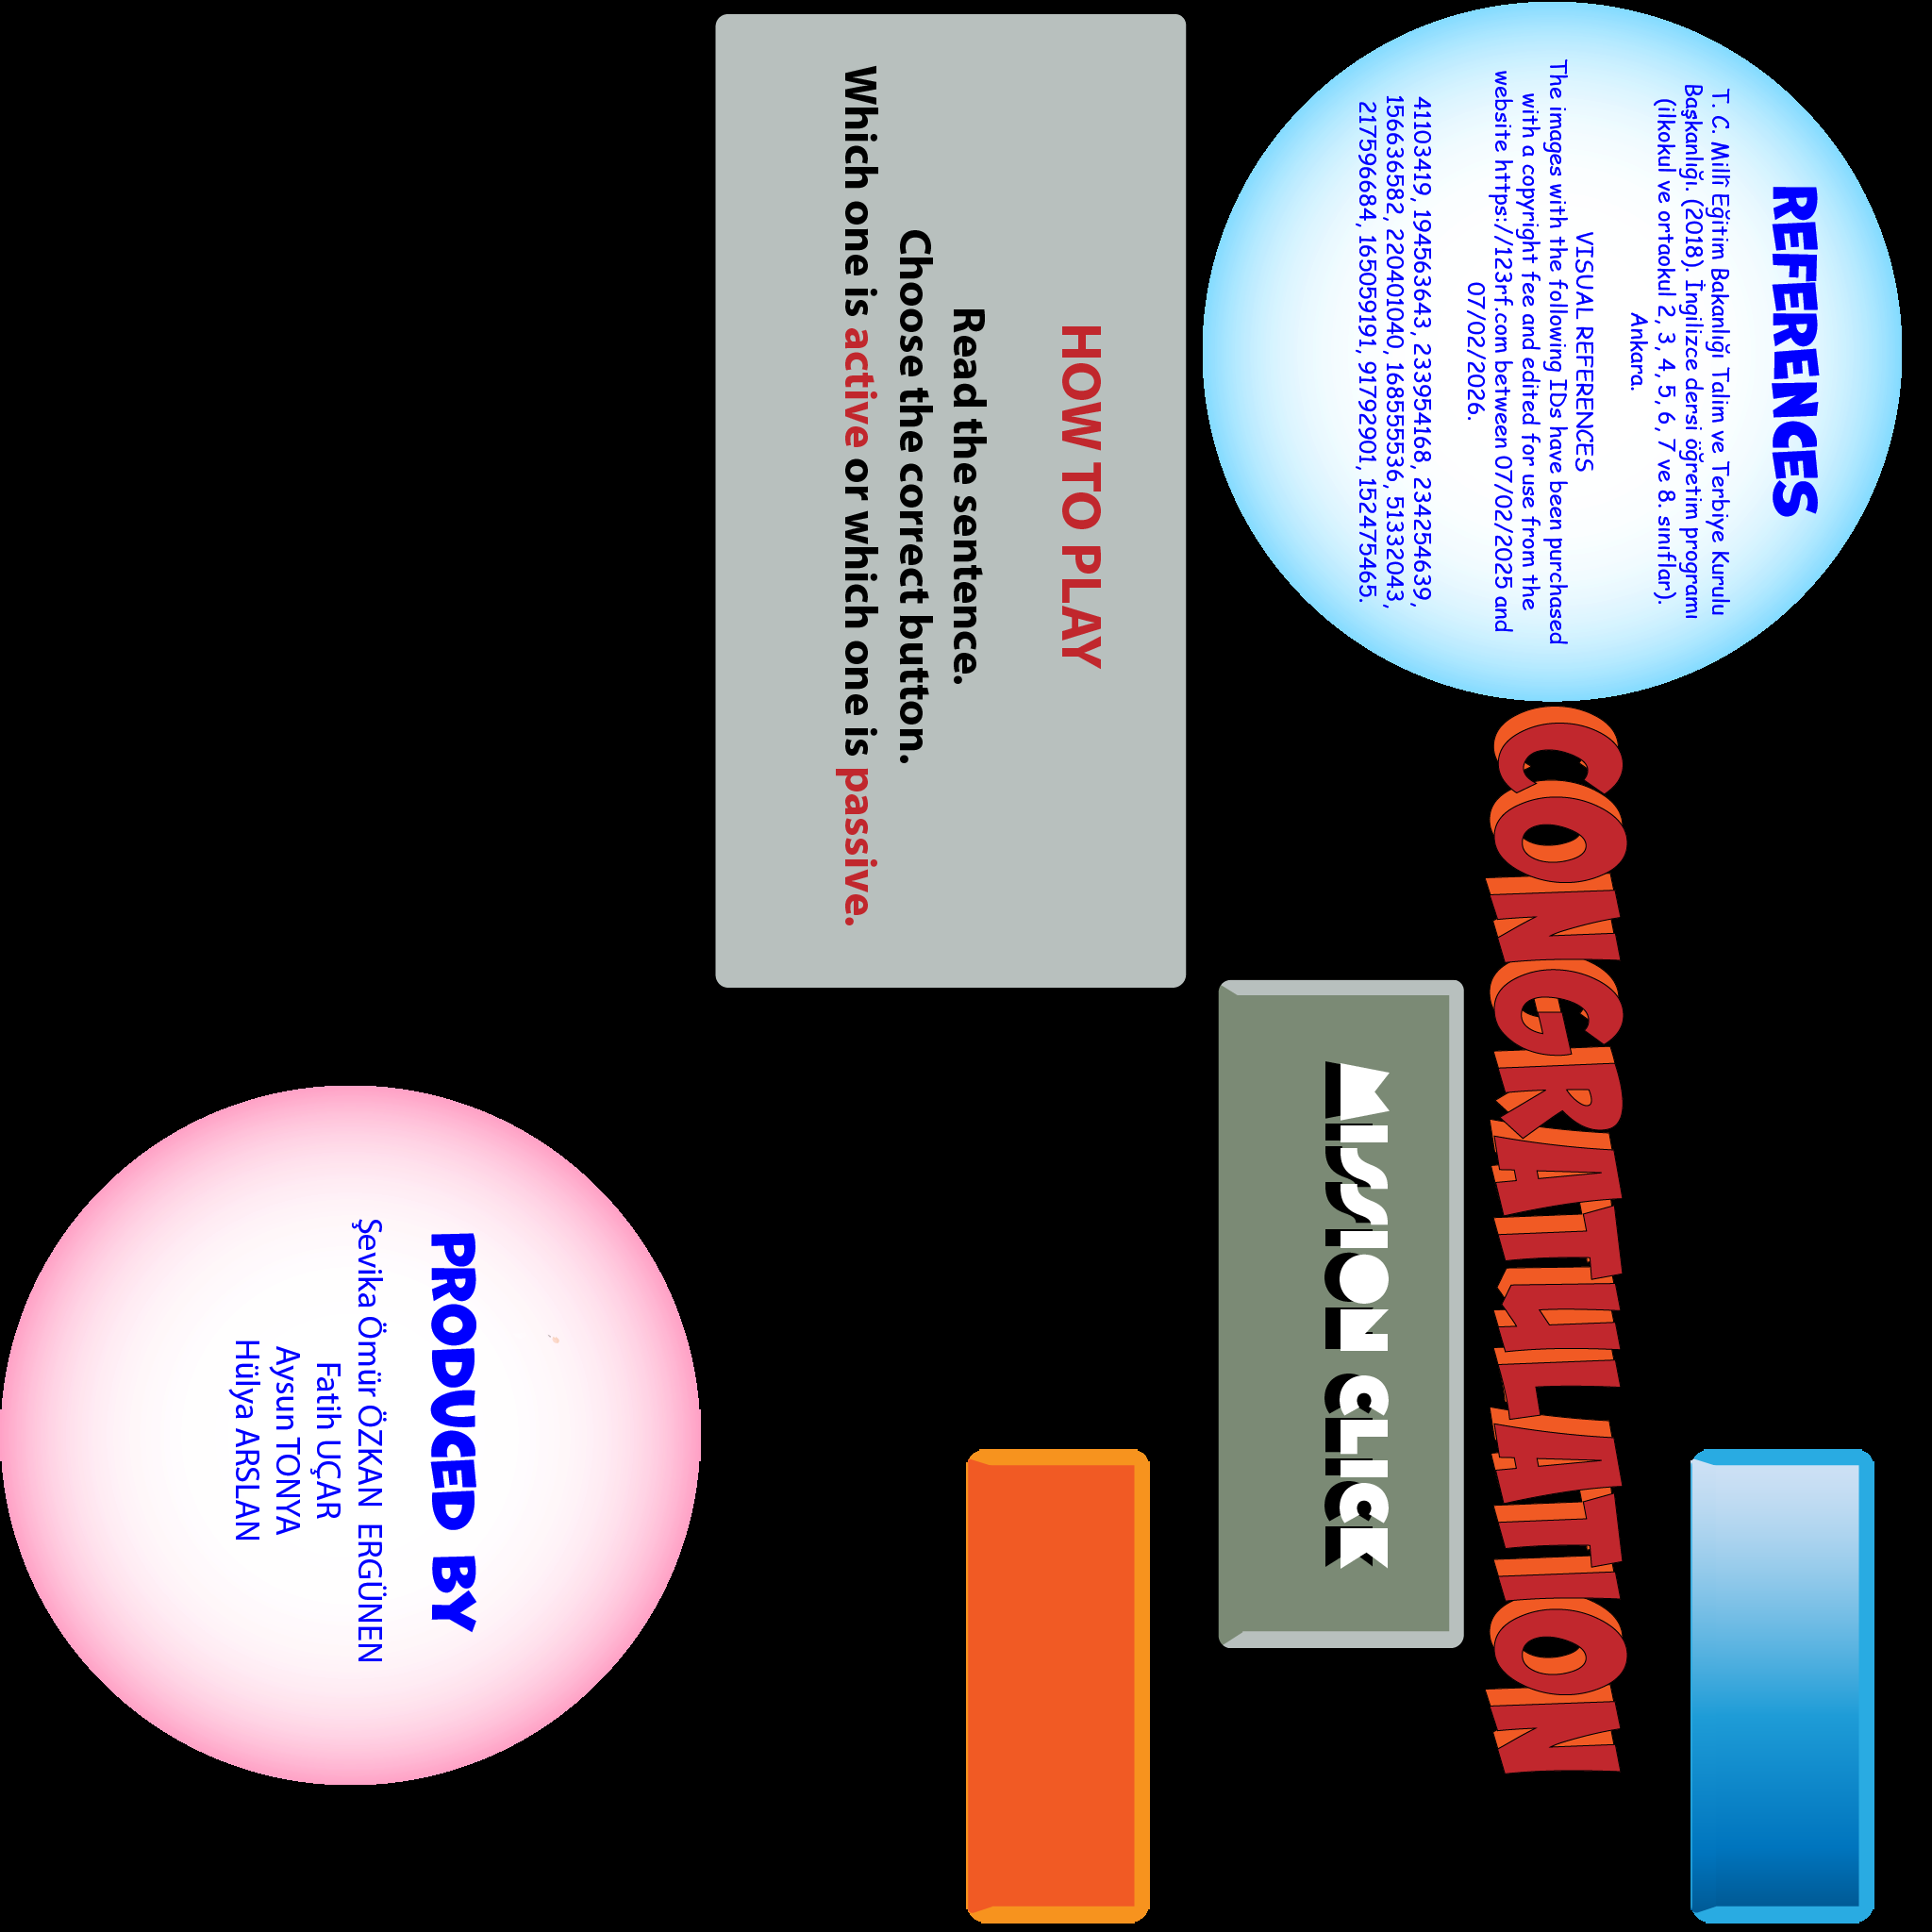 REFERENCES
T. C. Millî Eğitim Bakanlığı Talim ve Terbiye Kurulu
Başkanlığı. (2018). İngilizce dersi öğretim programı
(ilkokul ve ortaokul 2, 3, 4, 5, 6, 7 ve 8. sınıflar).
Ankara.
VISUAL REFERENCES
The images with the following IDs have been purchased
with a copyright fee and edited for use from the
website https://123rf.com between 07/02/2025 and
07/02/2026.
41103419, 194563643, 233954168, 234254639,
156636582, 220401040, 168555536, 51332043,
217596684, 165059191, 91792901, 152475465.
HOW TO PLAY
Read the sentence.
Choose the correct button.
Which one is active or which one is passive.
CONGRATULATION
MISSION CLICK
PRODUCED BY
Şevika Ömür ÖZKAN ERGÜNEN
Fatih UÇAR
Aysun TONYA
Hülya ARSLAN